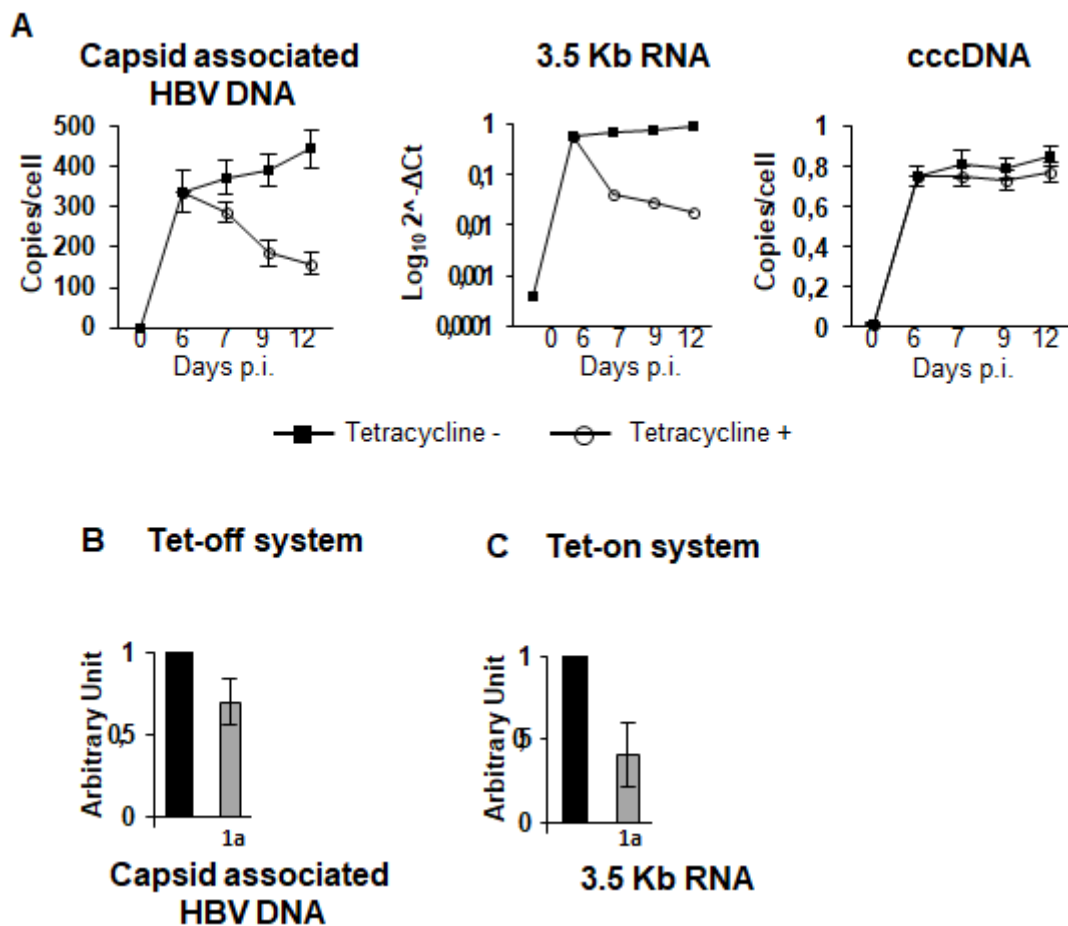 A
Capsid associated
HBV DNA
3.5 Kb RNA
cccDNA
Copies/cell
500
400
300
200
100
0
0 6 7 9 12
Days p.i.
Log₁₀ 2^-ΔCt
1
0,1
0,01
0,001
0,0001
0 6 7 9 12
Days p.i.
Copies/cell
1
0,8
0,6
0,4
0,2
0
0 6 7 9 12
Days p.i.
Tetracycline - Tetracycline +
B Tet-off system
C Tet-on system
Arbitrary Unit
1
0,5
0
1a
Capsid associated
HBV DNA
Arbitrary Unit
1
0,5
0
1a
3.5 Kb RNA